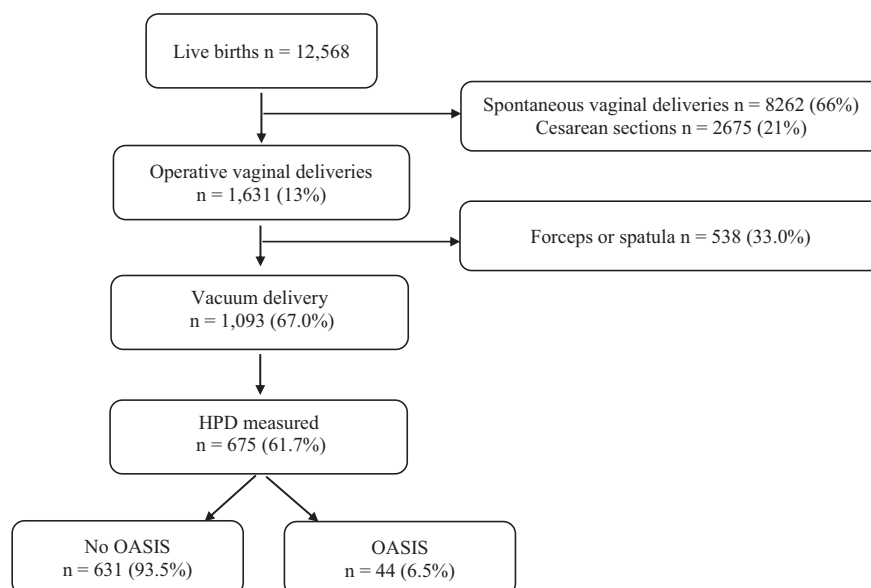 Live births n = 12,568
Spontaneous vaginal deliveries n = 8262 (66%)
Cesarean sections n = 2675 (21%)
Operative vaginal deliveries
n = 1,631 (13%)
Forceps or spatula n = 538 (33.0%)
Vacuum delivery
n = 1,093 (67.0%)
HPD measured
n = 675 (61.7%)
No OASIS
n = 631 (93.5%)
OASIS
n = 44 (6.5%)